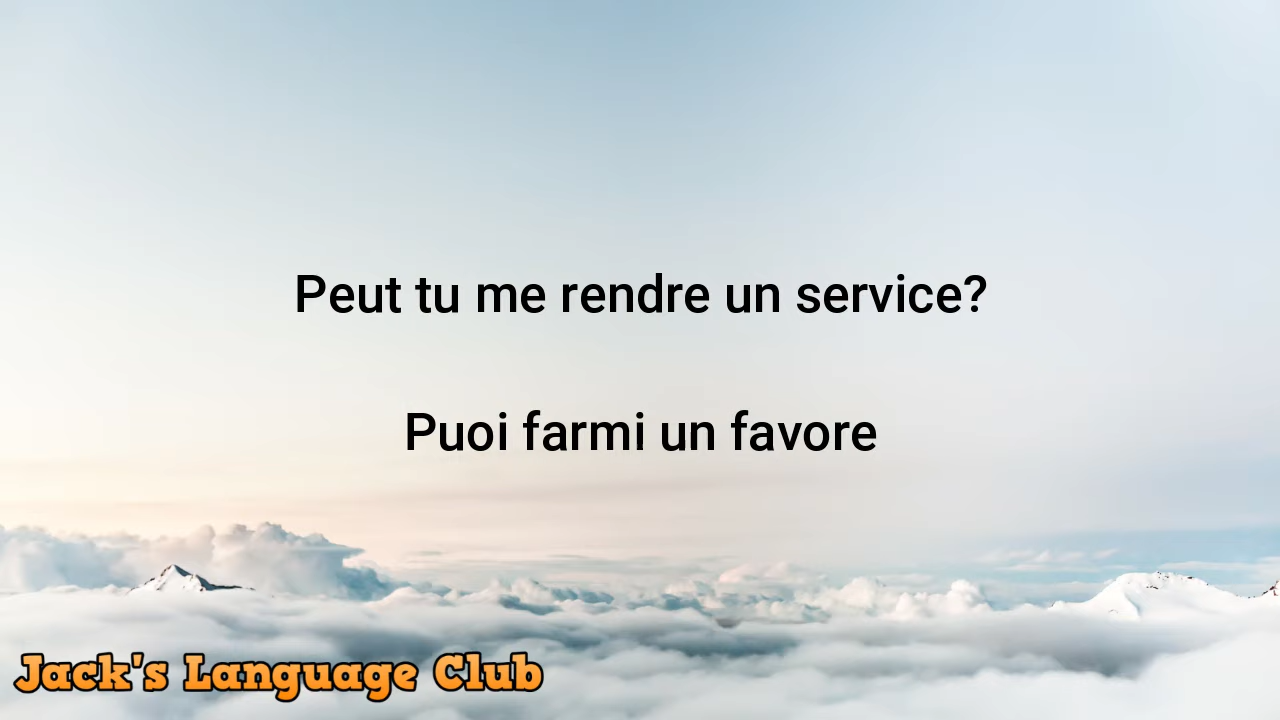 Peut tu me rendre un service?
Puoi farmi un favore
Jack's Language Club